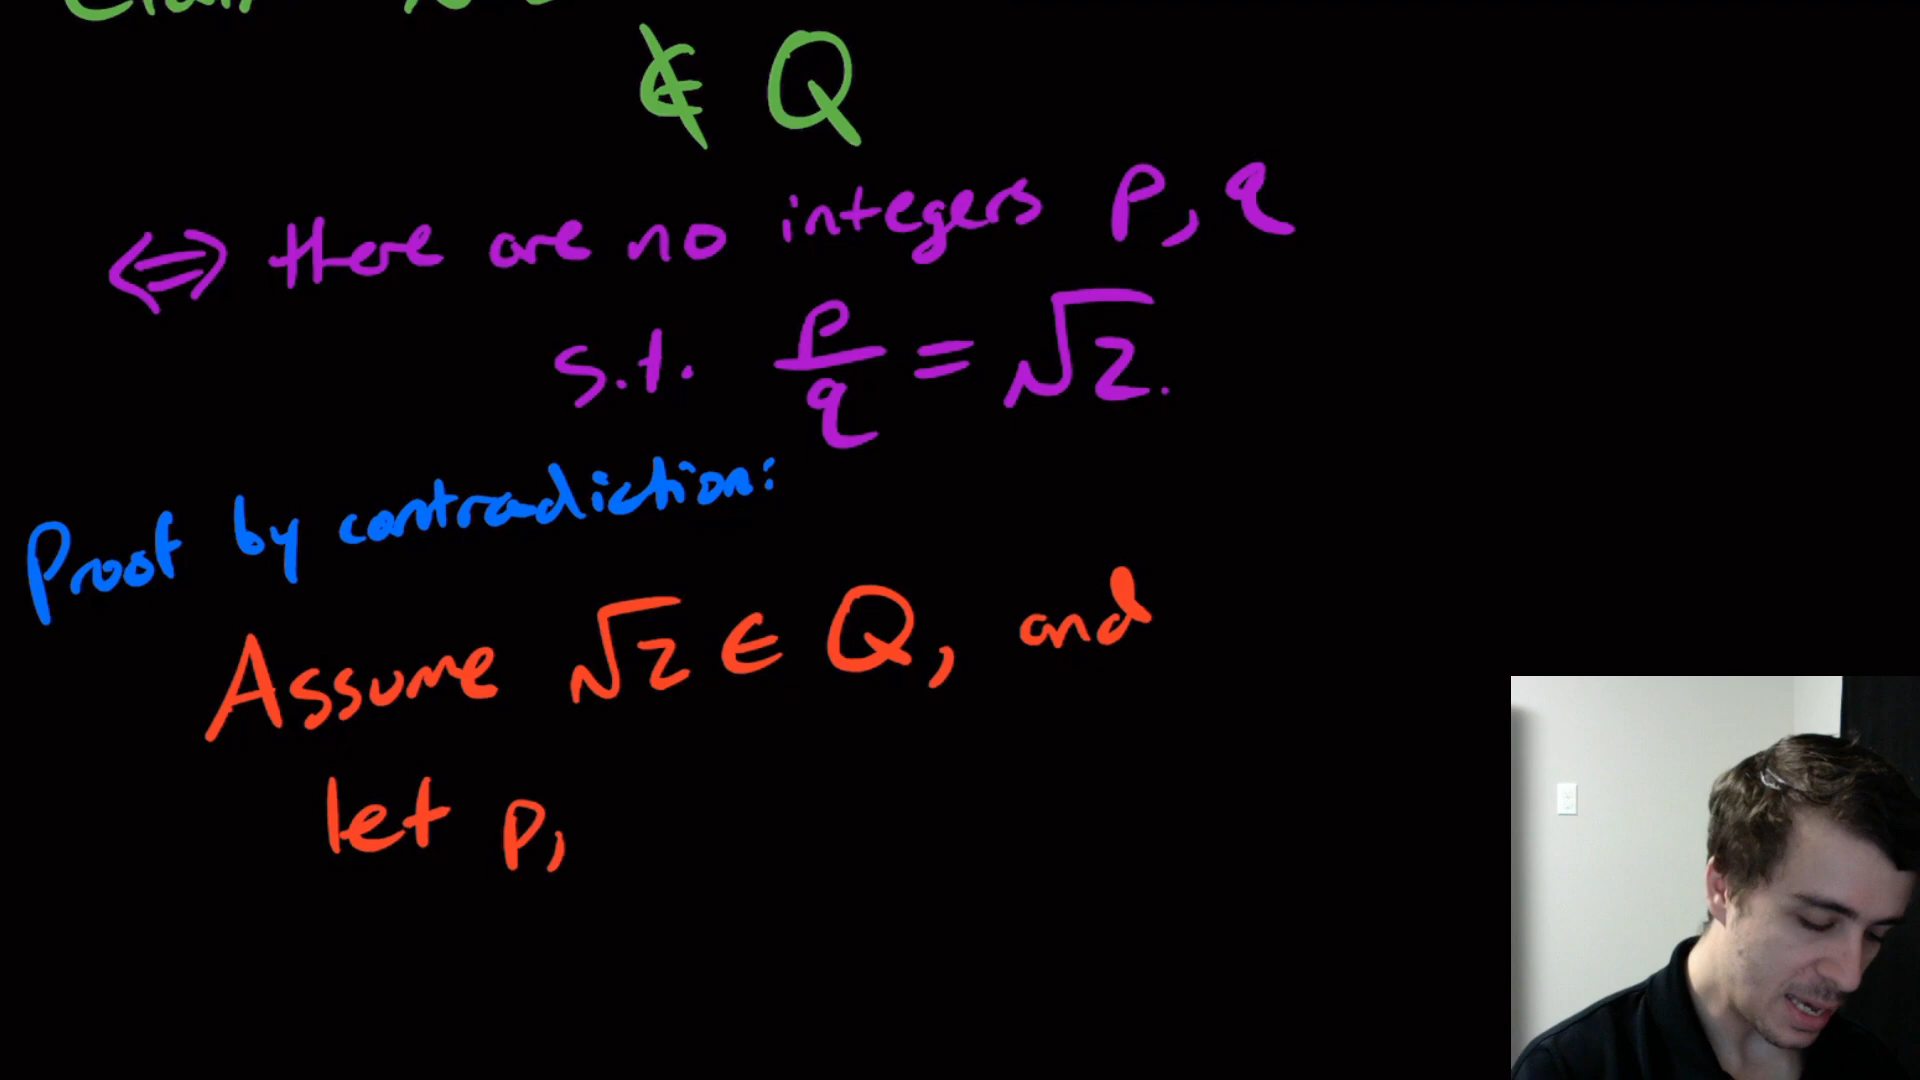 ∉ Q
⇔ there are no integers p, q
s.t. p/q = √2.
Proof by contradiction:
Assume √2 ∈ Q, and
let p,